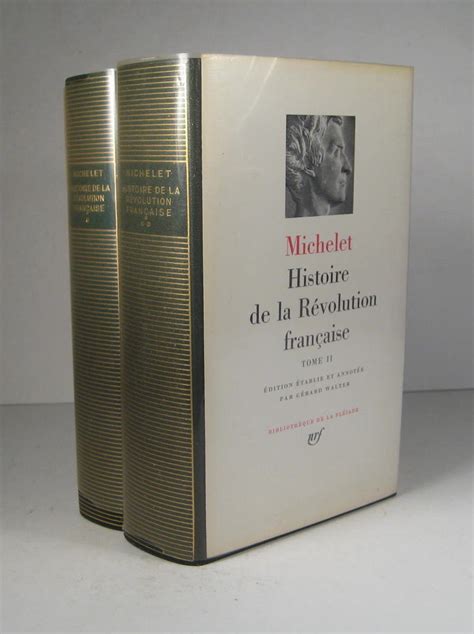 MICHELET
HISTOIRE DE LA
RÉVOLUTION
FRANÇAISE
*
MICHELET
HISTOIRE DE LA
RÉVOLUTION
FRANÇAISE
**
Michelet
Histoire
de la Révolution
française
TOME II
ÉDITION ÉTABLIE ET ANNOTÉE
PAR GÉRARD WALTER
BIBLIOTHÈQUE DE LA PLÉIADE
nrf